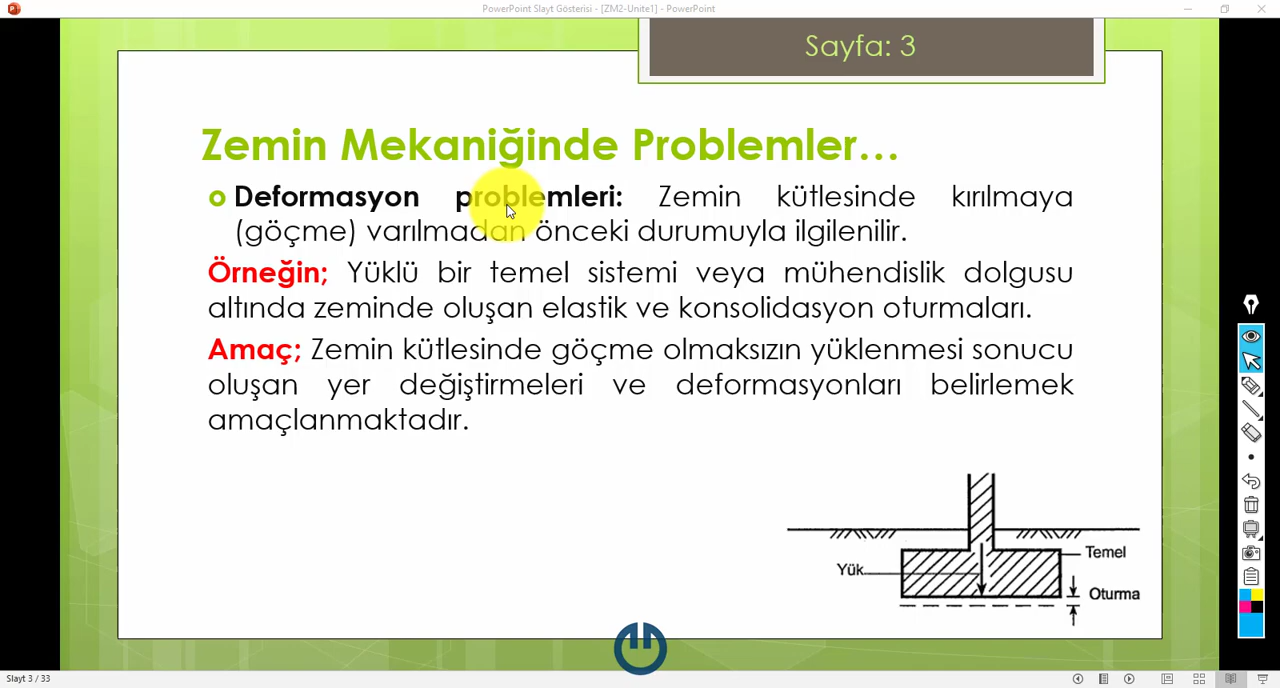 PowerPoint Slayt Gösterisi - [ZM2-Unite1] - PowerPoint
Sayfa: 3
Zemin Mekaniğinde Problemler...
Deformasyon problemleri: Zemin kütlesinde kırılmaya
(göçme) varılmadan önceki durumuyla ilgilenilir.
Örneğin; Yüklü bir temel sistemi veya mühendislik dolgusu
altında zeminde oluşan elastik ve konsolidasyon oturmaları.
Amaç; Zemin kütlesinde göçme olmaksızın yüklenmesi sonucu
oluşan yer değiştirmeleri ve deformasyonları belirlemek
amaçlanmaktadır.
Temel
Yük
Oturma
Slayt 3 / 33